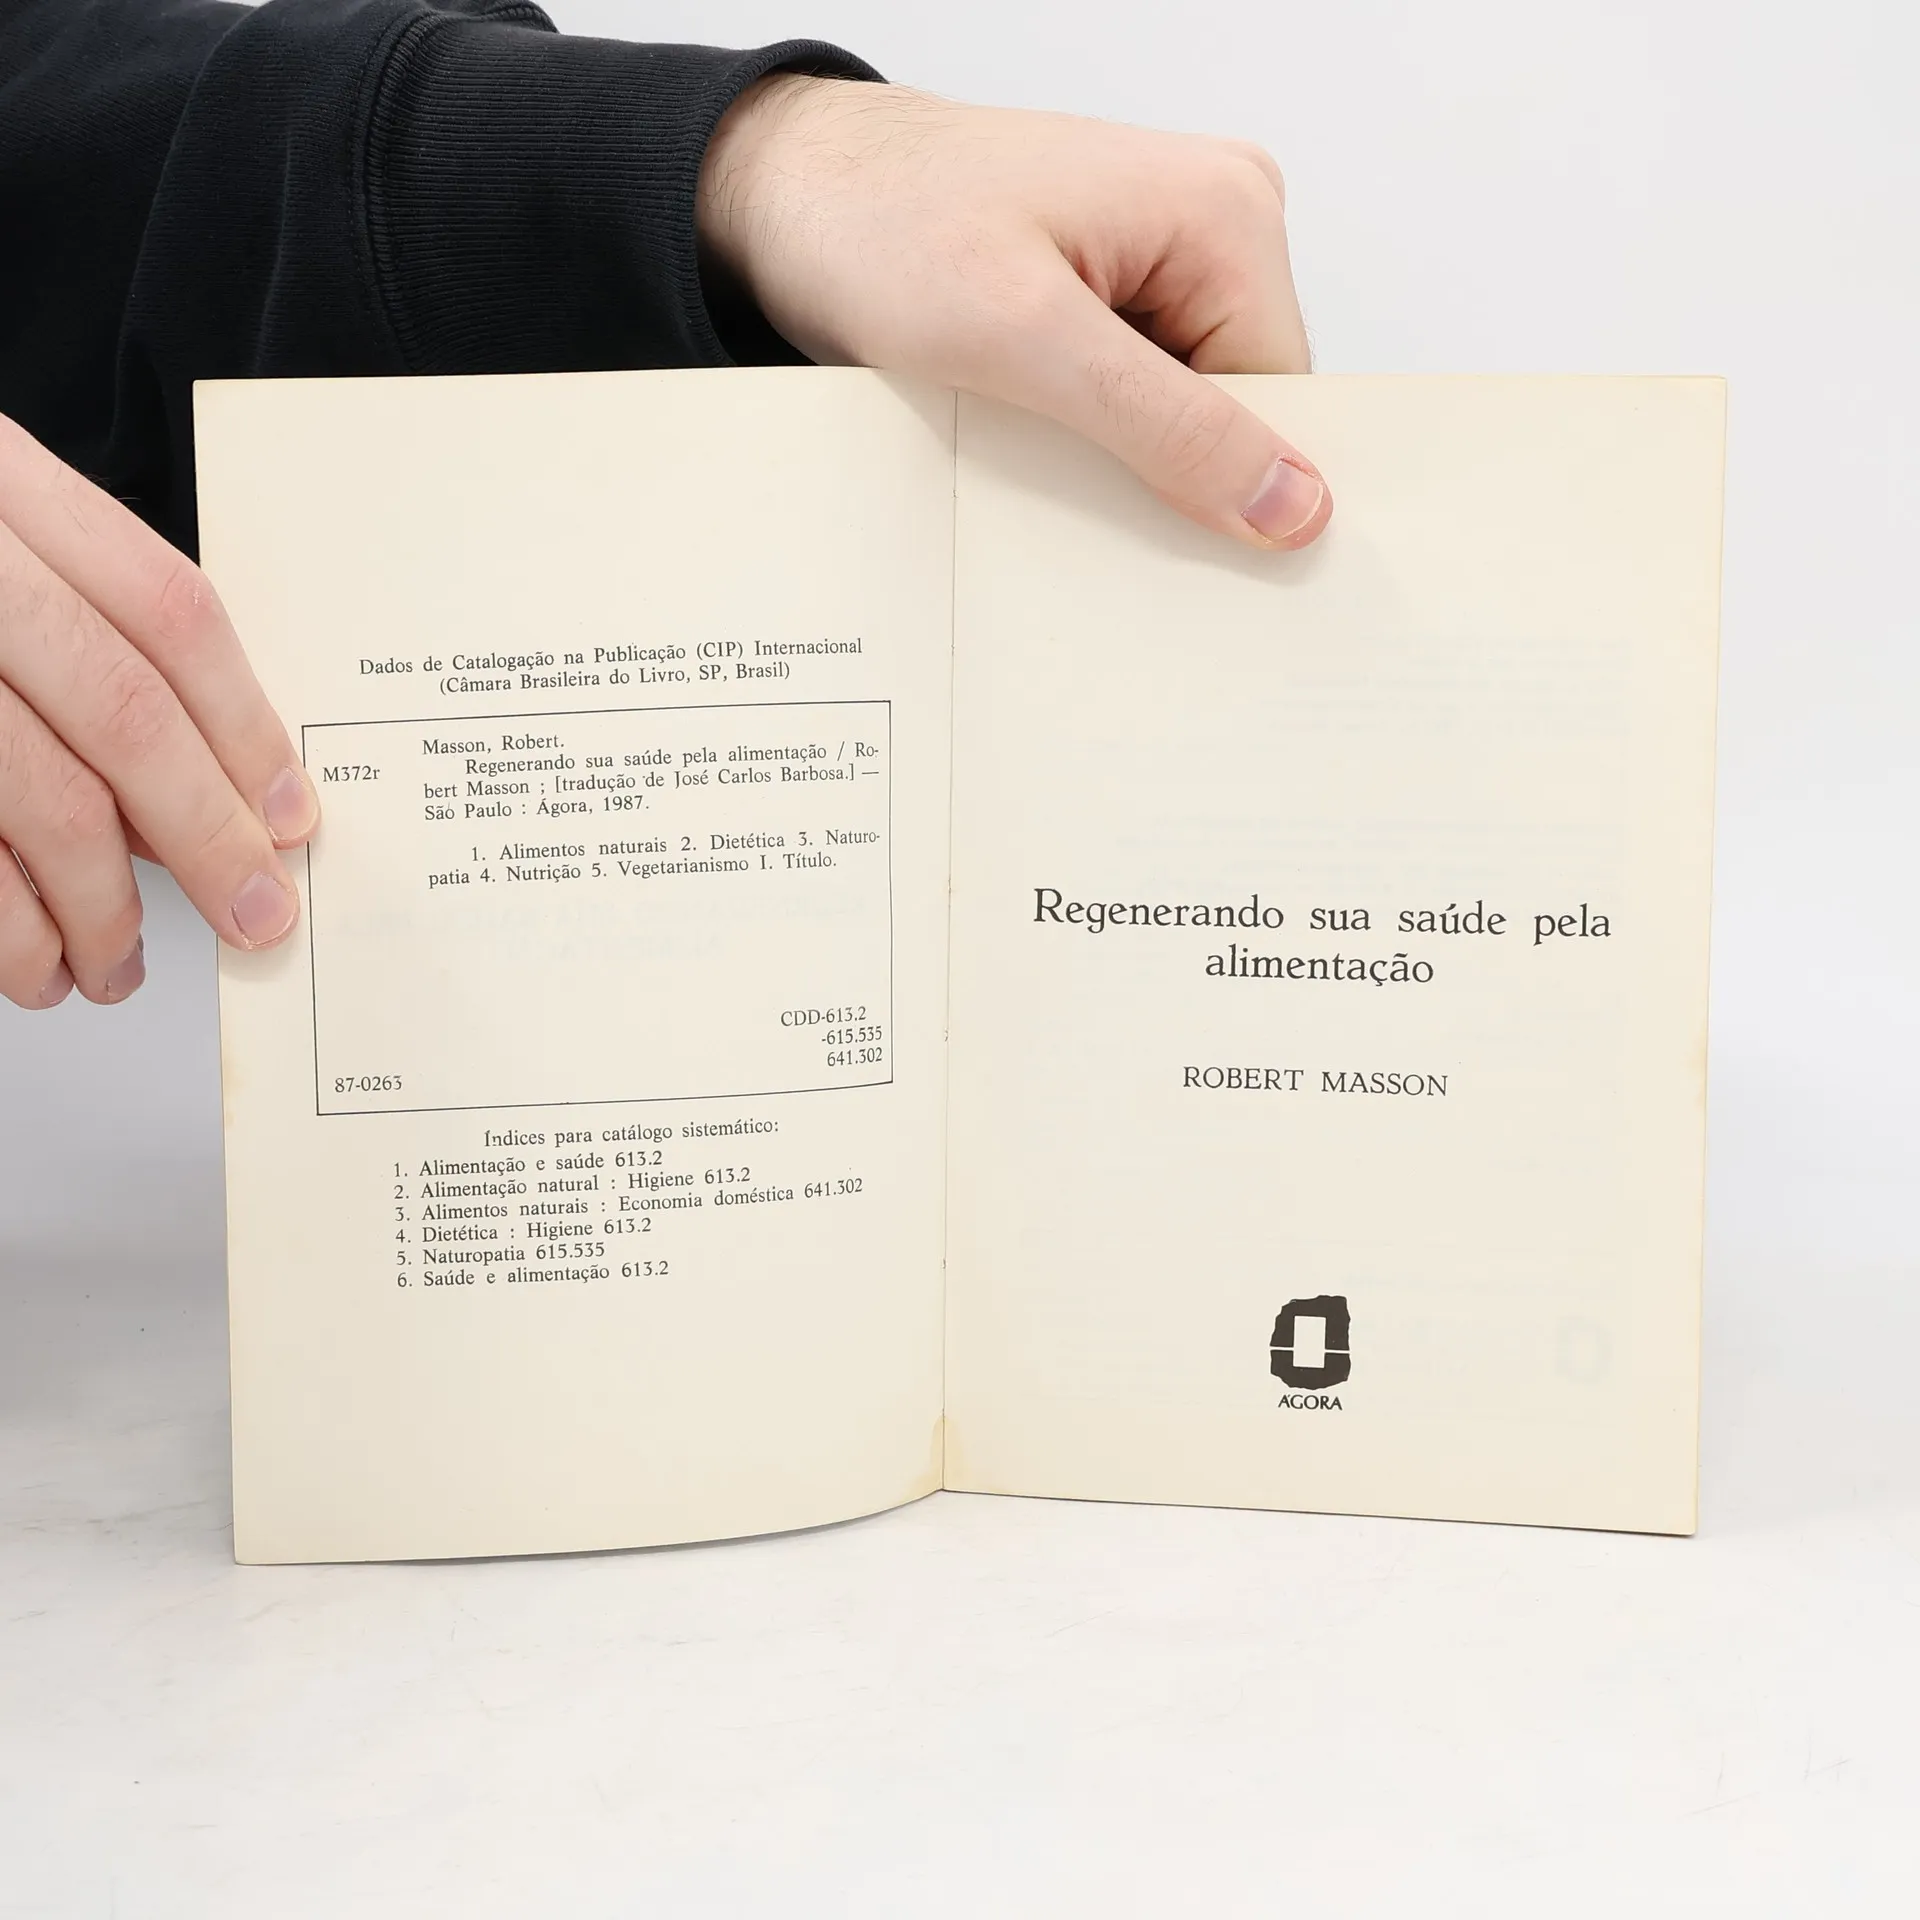 Dados de Catalogação na Publicação (CIP) Internacional
(Câmara Brasileira do Livro, SP, Brasil)
Masson, Robert.
M372r
Regenerando sua saúde pela alimentação / Ro-
bert Masson ; [tradução de José Carlos Barbosa.] —
São Paulo : Ágora, 1987.
1. Alimentos naturais 2. Dietética 3. Naturo-
patia 4. Nutrição 5. Vegetarianismo I. Título.
CDD-613.2
-615.535
641.302
87-0263
Índices para catálogo sistemático:
1. Alimentação e saúde 613.2
2. Alimentação natural : Higiene 613.2
3. Alimentos naturais : Economia doméstica 641.302
4. Dietética : Higiene 613.2
5. Naturopatia 615.535
6. Saúde e alimentação 613.2
Regenerando sua saúde pela
alimentação
ROBERT MASSON
ÁGORA